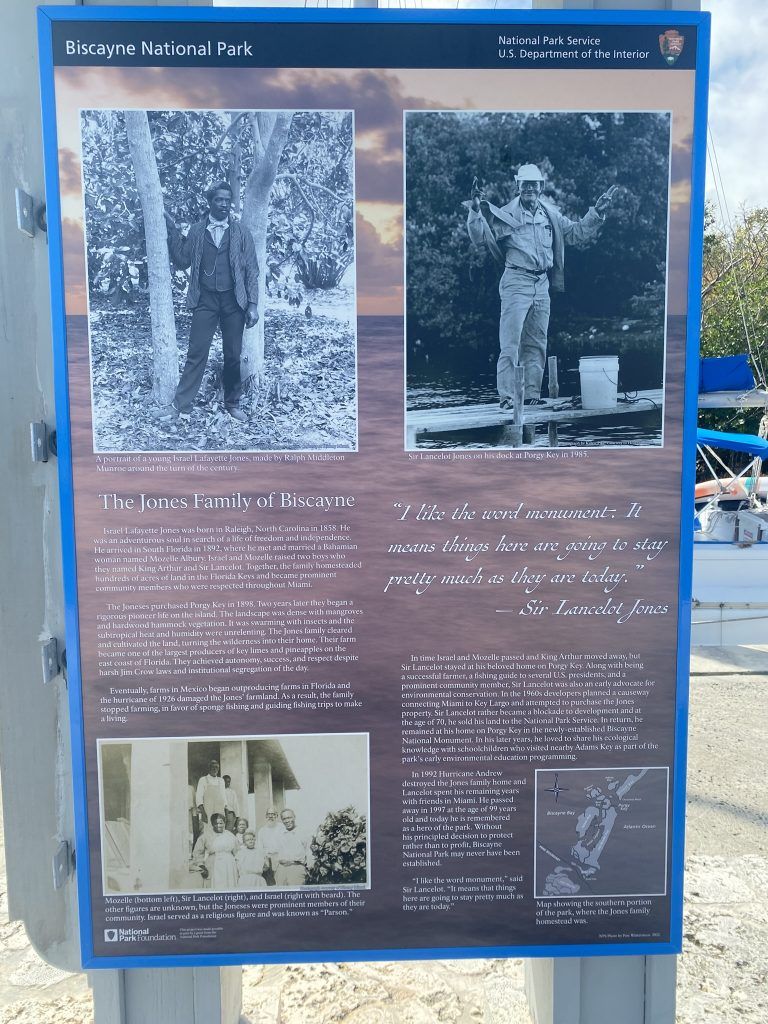 Biscayne National Park
National Park Service
U.S. Department of the Interior
A portrait of a young Israel Lafayette Jones, made by Ralph Middleton
Munroe around the turn of the century.
Sir Lancelot Jones on his dock at Porgy Key in 1985.
The Jones Family of Biscayne
Israel Lafayette Jones was born in Raleigh, North Carolina in 1858. He
was an adventurous soul in search of a life of freedom and independence.
He arrived in South Florida in 1892, where he met and married a Bahamian
woman named Mozelle Albury. Israel and Mozelle raised two boys who
they named King Arthur and Sir Lancelot. Together, the family homesteaded
hundreds of acres of land in the Florida Keys and became prominent
community members who were respected throughout Miami.
The Joneses purchased Porgy Key in 1898. Two years later they began a
rigorous pioneer life on the island. The landscape was dense with mangroves
and hardwood hammock vegetation. It was swarming with insects and the
subtropical heat and humidity were unrelenting. The Jones family cleared
and cultivated the land, turning the wilderness into their home. Their farm
became one of the largest producers of key limes and pineapples on the
east coast of Florida. They achieved autonomy, success, and respect despite
harsh Jim Crow laws and institutional segregation of the day.
Eventually, farms in Mexico began outproducing farms in Florida and
the hurricane of 1926 damaged the Jones' farmland. As a result, the family
stopped farming, in favor of sponge fishing and guiding fishing trips to make
a living.
Mozelle (bottom left), Sir Lancelot (right), and Israel (right with beard). The
other figures are unknown, but the Joneses were prominent members of their
community. Israel served as a religious figure and was known as "Parson."
National
Park Foundation
"I like the word monument. It
means things here are going to stay
pretty much as they are today."
— Sir Lancelot Jones
In time Israel and Mozelle passed and King Arthur moved away, but
Sir Lancelot stayed at his beloved home on Porgy Key. Along with being
a successful farmer, a fishing guide to several U.S. presidents, and a
prominent community member, Sir Lancelot was also an early advocate for
environmental conservation. In the 1960s developers planned a causeway
connecting Miami to Key Largo and attempted to purchase the Jones
property. Sir Lancelot rather became a blockade to development and at
the age of 70, he sold his land to the National Park Service. In return, he
remained at his home on Porgy Key in the newly-established Biscayne
National Monument. In his later years, he loved to share his ecological
knowledge with schoolchildren who visited nearby Adams Key as part of the
park's early environmental education programming.
In 1992 Hurricane Andrew
destroyed the Jones family home and
Lancelot spent his remaining years
with friends in Miami. He passed
away in 1997 at the age of 99 years
old and today he is remembered
as a hero of the park. Without
his principled decision to protect
rather than to profit, Biscayne
National Park may never have been
established.
"I like the word monument," said
Sir Lancelot. "It means that things
here are going to stay pretty much as
they are today."
Biscayne Bay
Porgy
Key
Atlantic Ocean
Map showing the southern portion
of the park, where the Jones family
homestead was.